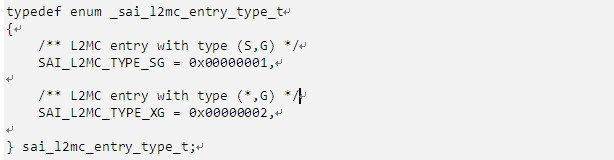 typedef enum _sai_l2mc_entry_type_t↵
{↵
    /** L2MC entry with type (S,G) */↵
    SAI_L2MC_TYPE_SG = 0x00000001,↵
↵
    /** L2MC entry with type (*,G) */↵
    SAI_L2MC_TYPE_XG = 0x00000002,↵
↵
} sai_l2mc_entry_type_t;↵